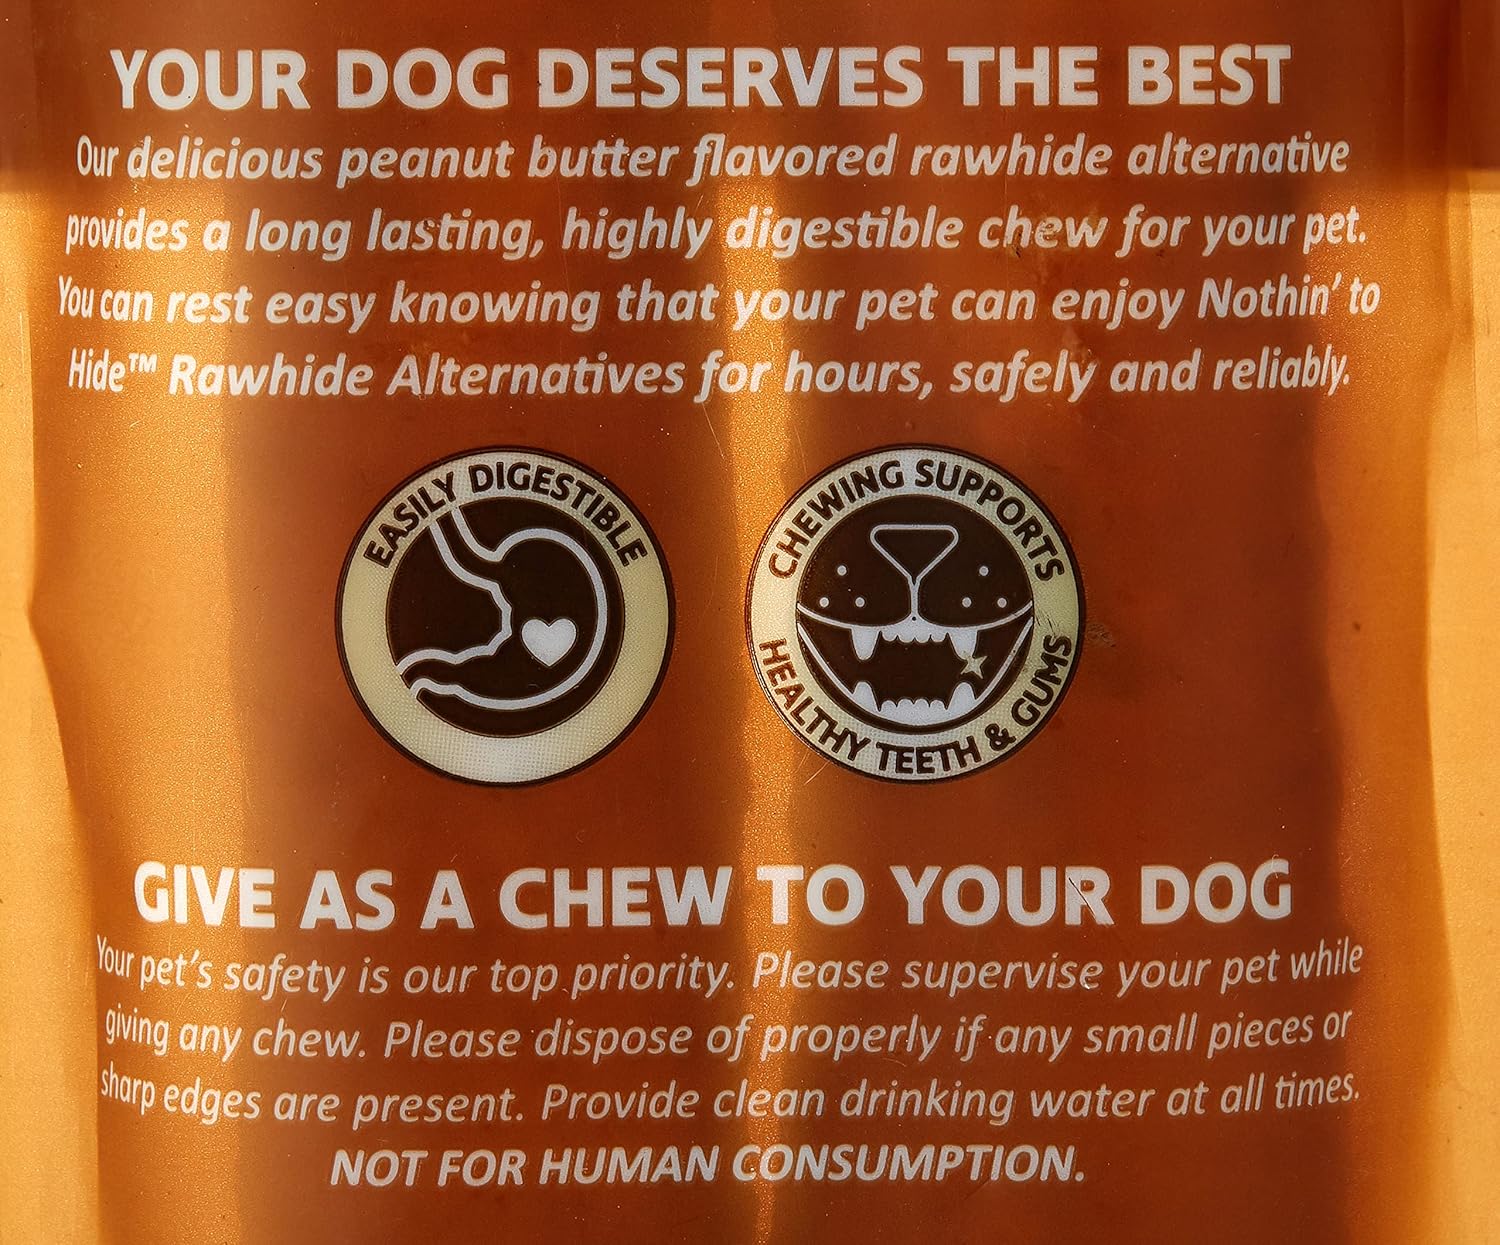 YOUR DOG DESERVES THE BEST
Our delicious peanut butter flavored rawhide alternative
provides a long lasting, highly digestible chew for your pet.
You can rest easy knowing that your pet can enjoy Nothin' to
Hide™ Rawhide Alternatives for hours, safely and reliably.
EASILY DIGESTIBLE
CHEWING SUPPORTS
HEALTHY TEETH & GUMS
GIVE AS A CHEW TO YOUR DOG
Your pet's safety is our top priority. Please supervise your pet while
giving any chew. Please dispose of properly if any small pieces or
sharp edges are present. Provide clean drinking water at all times.
NOT FOR HUMAN CONSUMPTION.